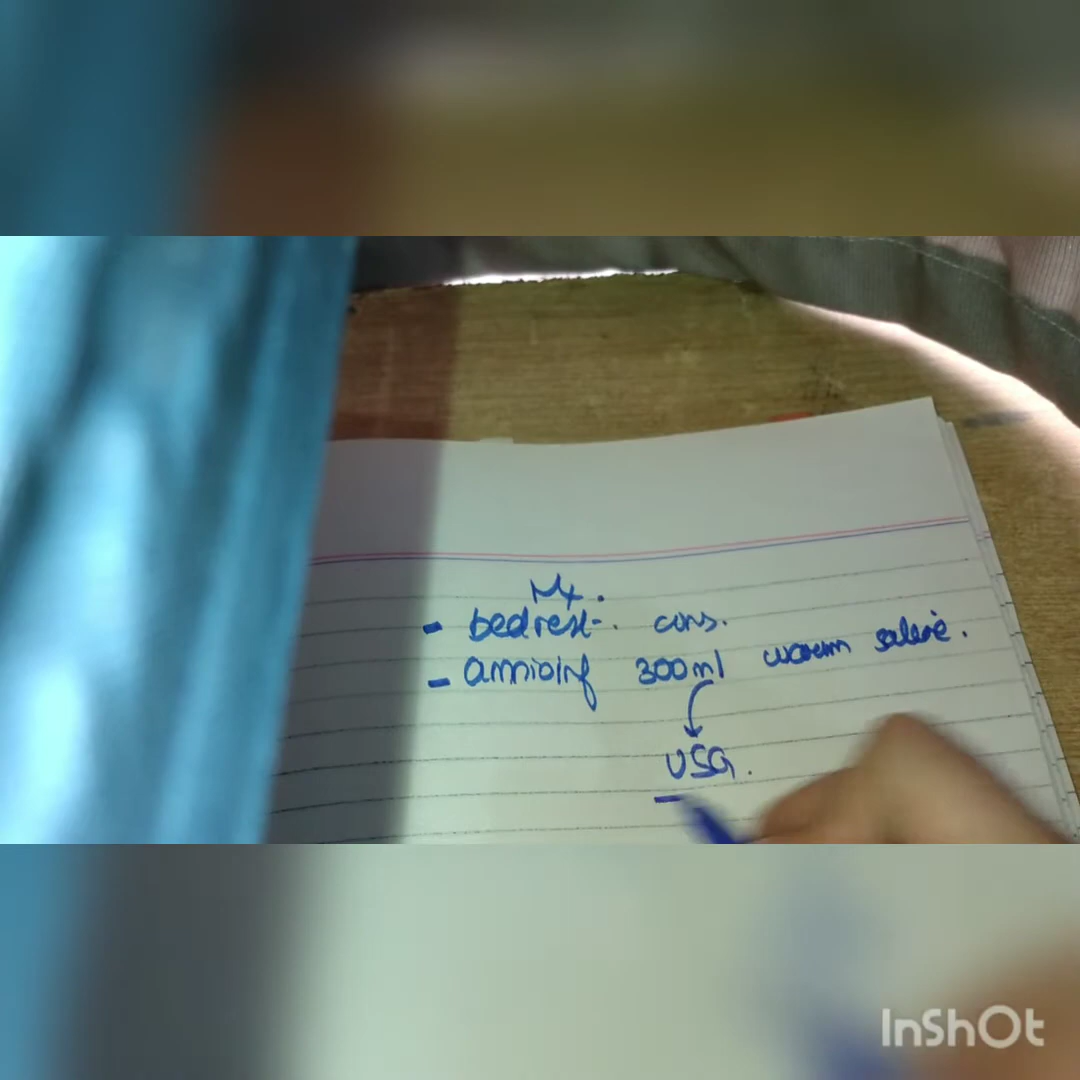 Mx.
- bedrest. cons.
- amnioinf 300ml warm saline.
USG.
InShOt